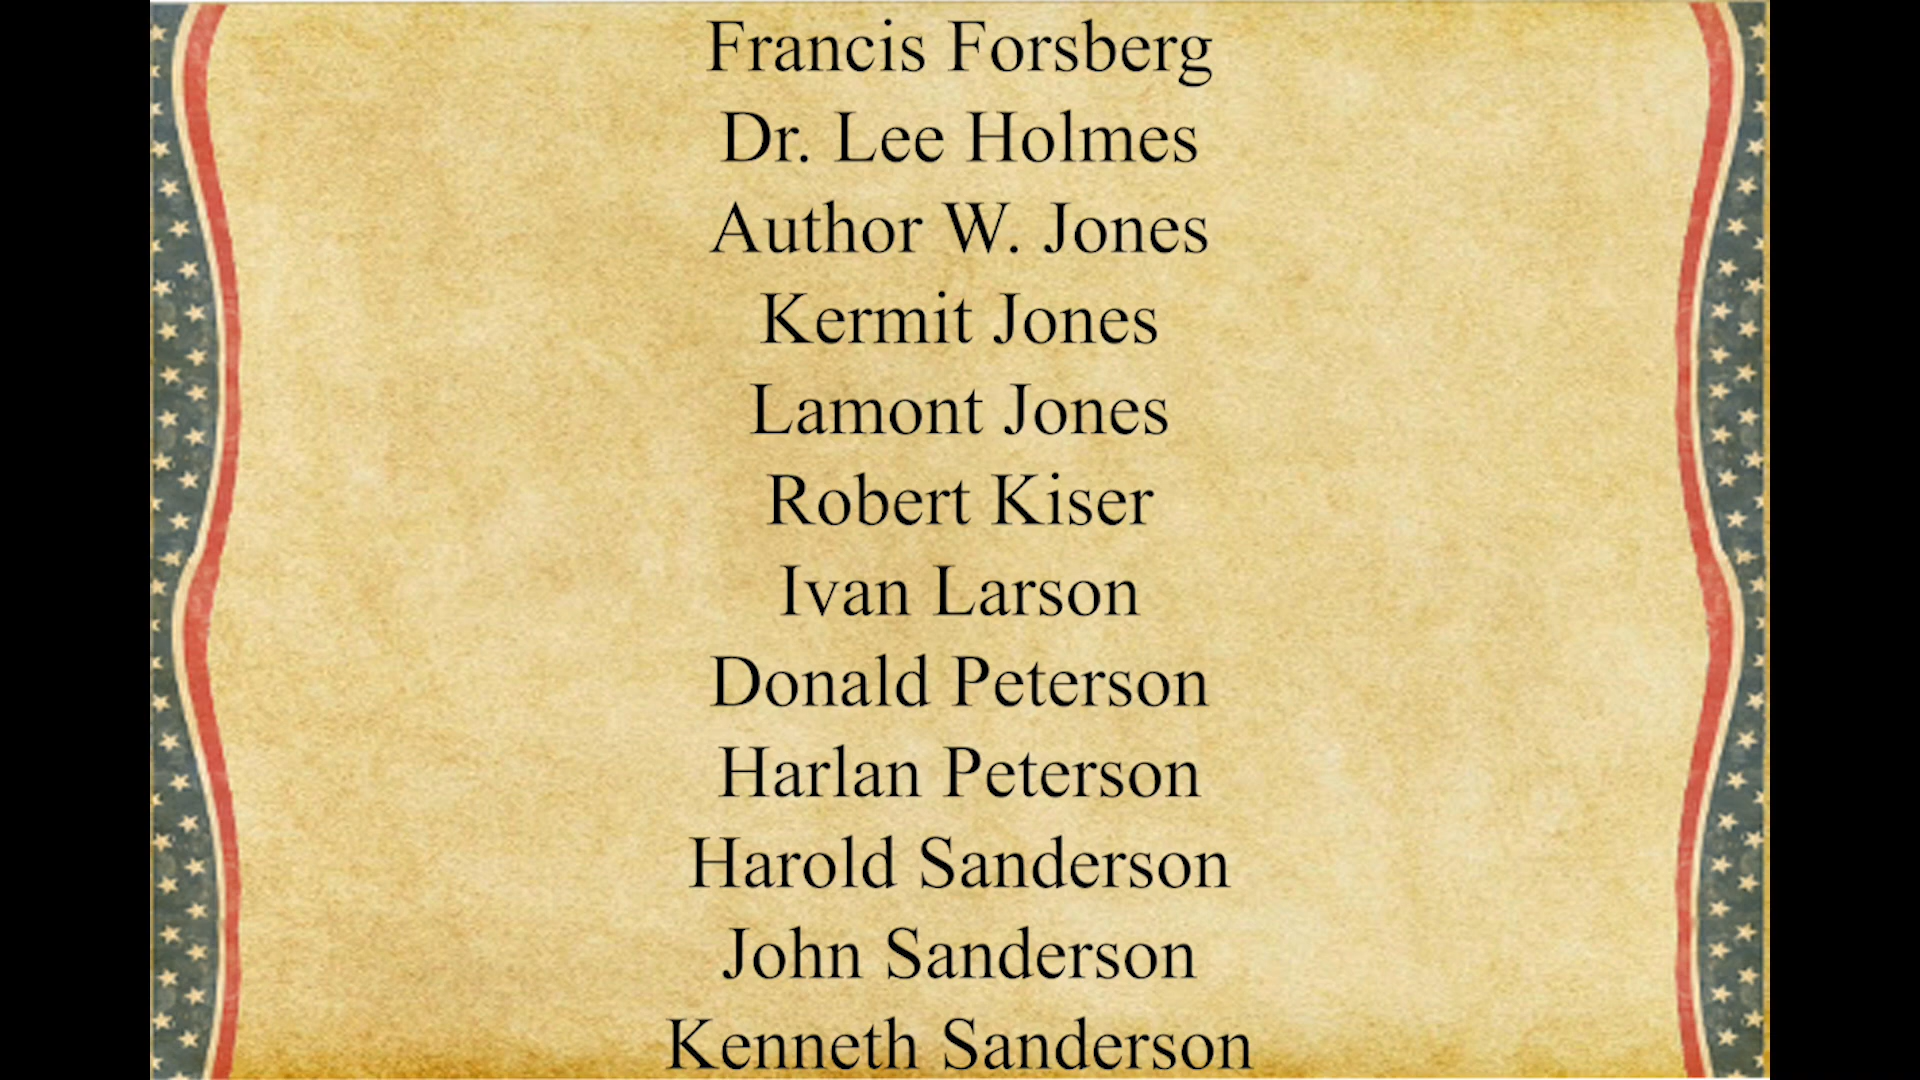 Francis Forsberg
Dr. Lee Holmes
Author W. Jones
Kermit Jones
Lamont Jones
Robert Kiser
Ivan Larson
Donald Peterson
Harlan Peterson
Harold Sanderson
John Sanderson
Kenneth Sanderson